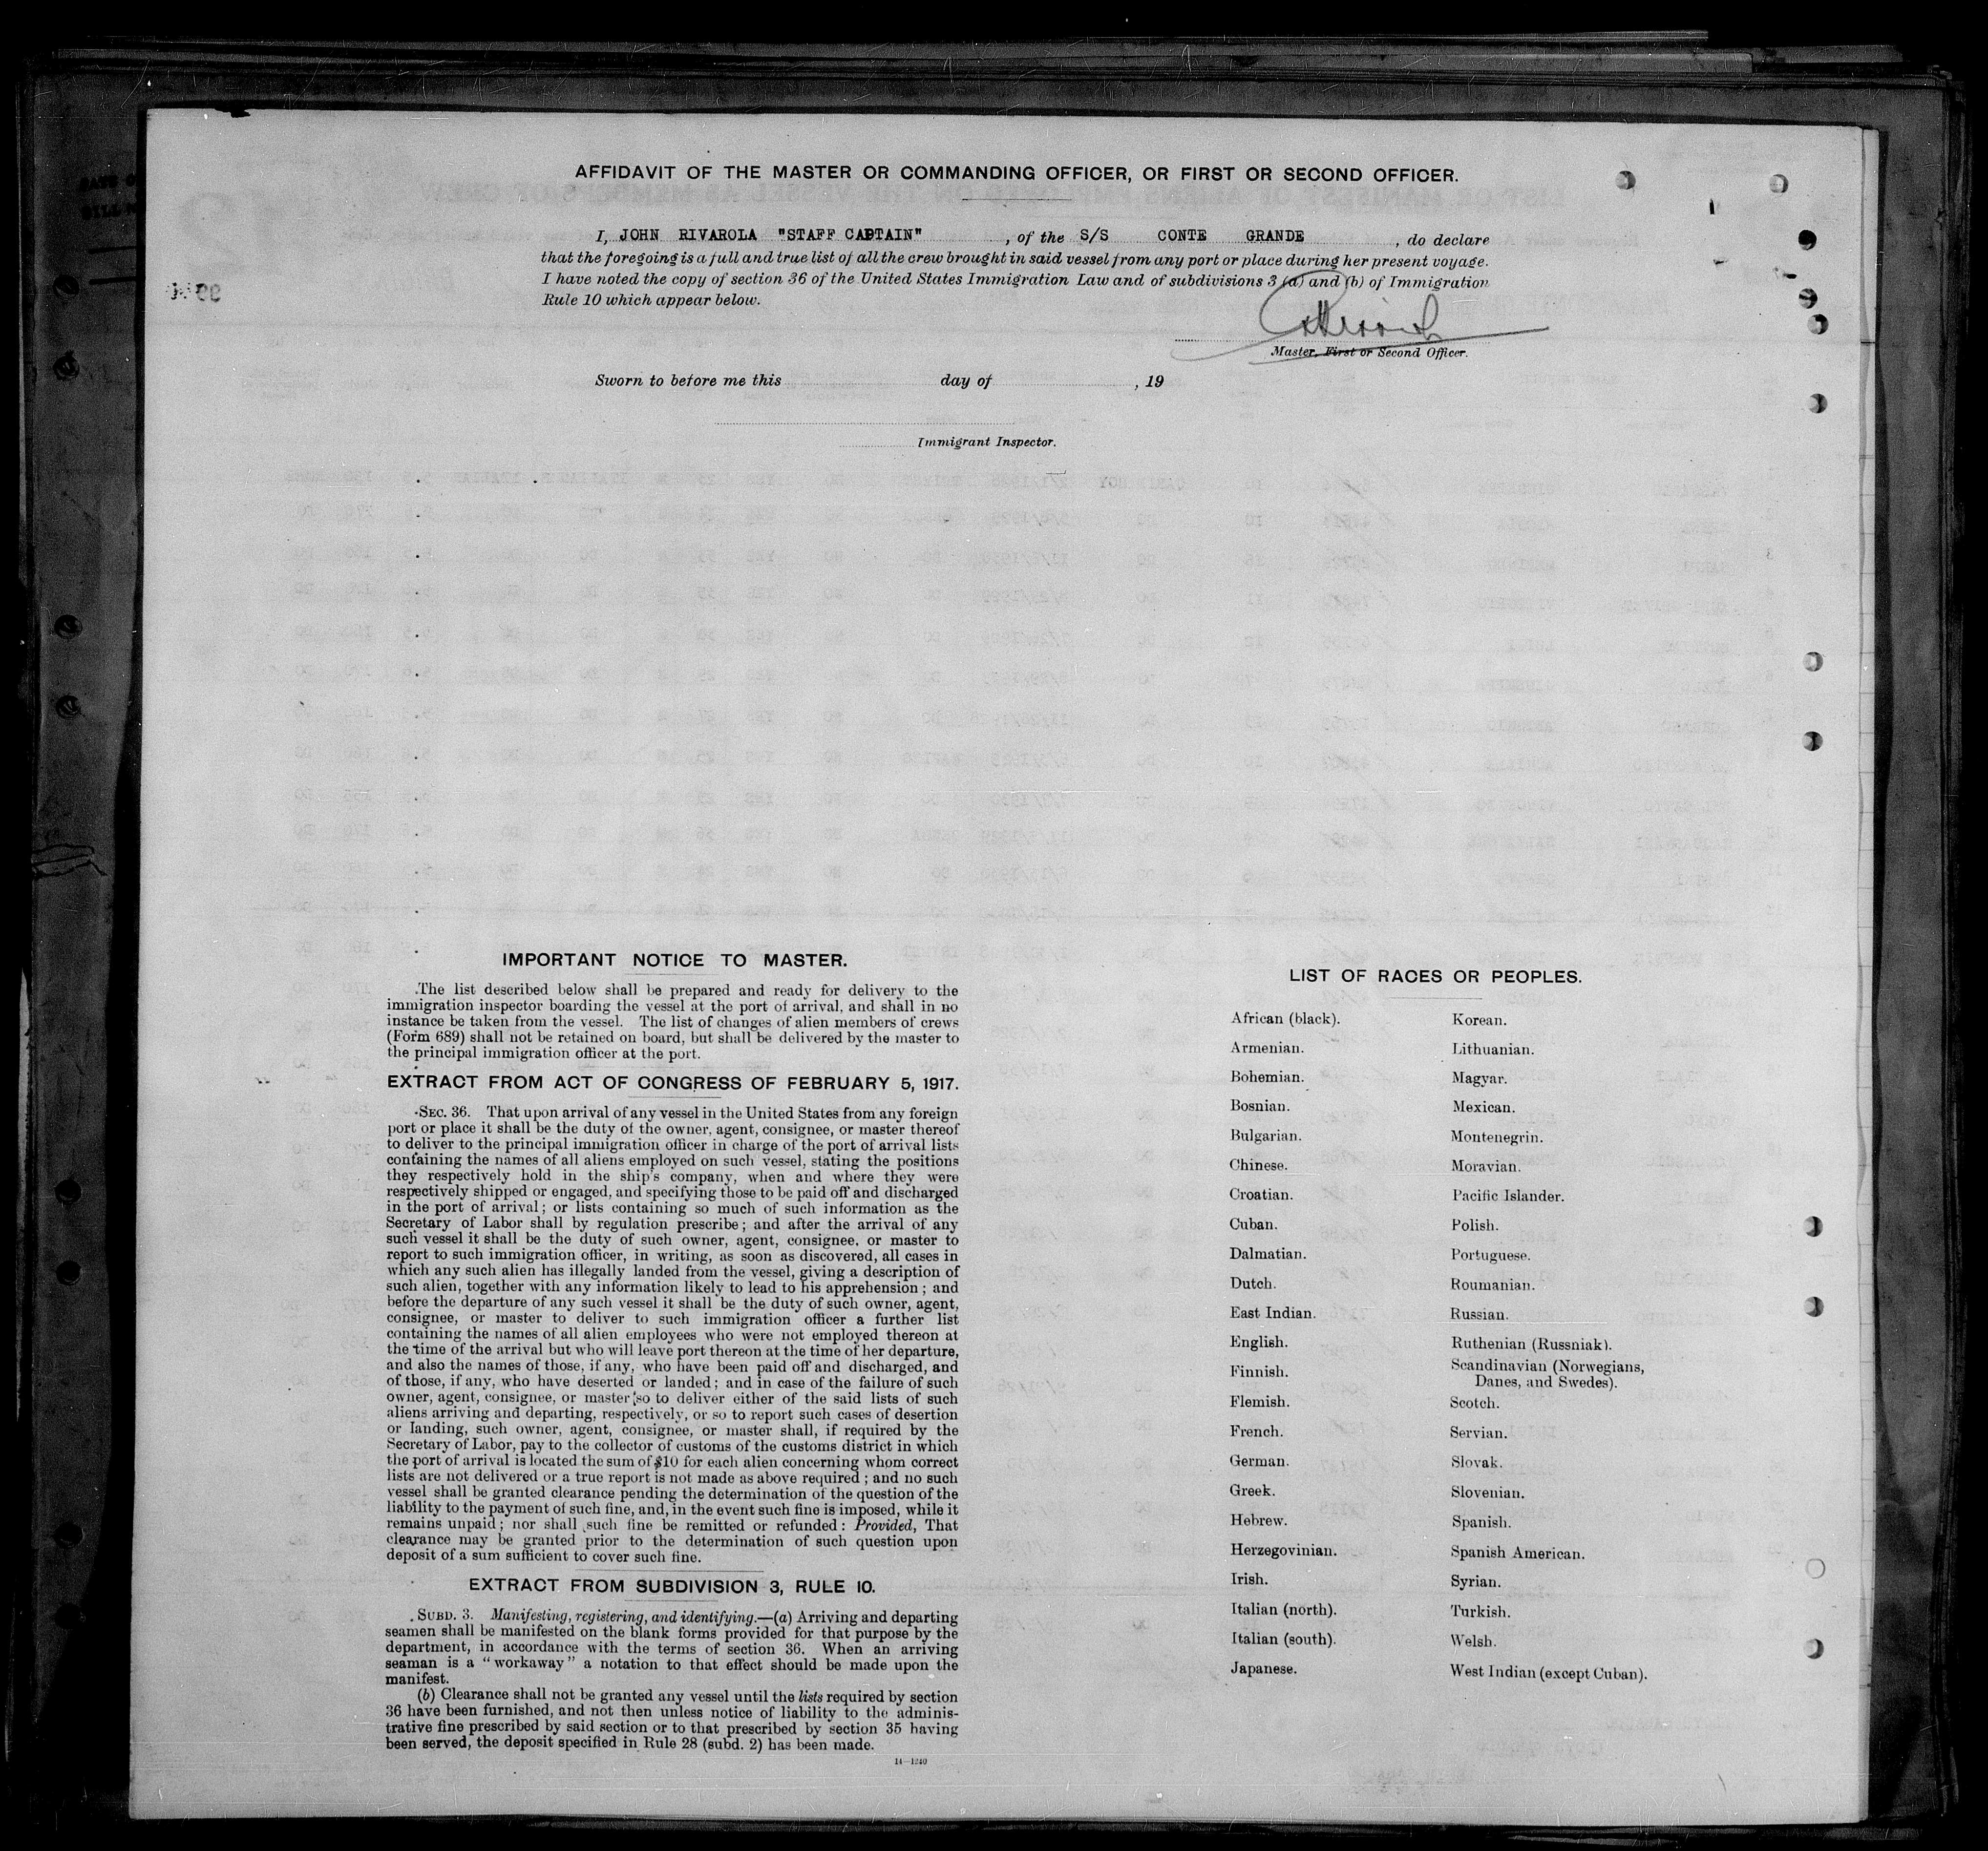 AFFIDAVIT OF THE MASTER OR COMMANDING OFFICER, OR FIRST OR SECOND OFFICER.
I, JOHN RIVAROLA "STAFF CAPTAIN" , of the S/S CONTE GRANDE , do declare
that the foregoing is a full and true list of all the crew brought in said vessel from any port or place during her present voyage.
I have noted the copy of section 36 of the United States Immigration Law and of subdivisions 3 (a) and (b) of Immigration
Rule 10 which appear below.
Master, First or Second Officer.
Sworn to before me this day of , 19
Immigrant Inspector.
IMPORTANT NOTICE TO MASTER.
The list described below shall be prepared and ready for delivery to the
immigration inspector boarding the vessel at the port of arrival, and shall in no
instance be taken from the vessel. The list of changes of alien members of crews
(Form 689) shall not be retained on board, but shall be delivered by the master to
the principal immigration officer at the port.
EXTRACT FROM ACT OF CONGRESS OF FEBRUARY 5, 1917.
SEC. 36. That upon arrival of any vessel in the United States from any foreign
port or place it shall be the duty of the owner, agent, consignee, or master thereof
to deliver to the principal immigration officer in charge of the port of arrival lists
containing the names of all aliens employed on such vessel, stating the positions
they respectively hold in the ship's company, when and where they were
respectively shipped or engaged, and specifying those to be paid off and discharged
in the port of arrival; or lists containing so much of such information as the
Secretary of Labor shall by regulation prescribe; and after the arrival of any
such vessel it shall be the duty of such owner, agent, consignee, or master to
report to such immigration officer, in writing, as soon as discovered, all cases in
which any such alien has illegally landed from the vessel, giving a description of
such alien, together with any information likely to lead to his apprehension; and
before the departure of any such vessel it shall be the duty of such owner, agent,
consignee, or master to deliver to such immigration officer a further list
containing the names of all alien employees who were not employed thereon at
the time of the arrival but who will leave port thereon at the time of her departure,
and also the names of those, if any, who have been paid off and discharged, and
of those, if any, who have deserted or landed; and in case of the failure of such
owner, agent, consignee, or master so to deliver either of the said lists of such
aliens arriving and departing, respectively, or so to report such cases of desertion
or landing, such owner, agent, consignee, or master shall, if required by the
Secretary of Labor, pay to the collector of customs of the customs district in which
the port of arrival is located the sum of $10 for each alien concerning whom correct
lists are not delivered or a true report is not made as above required; and no such
vessel shall be granted clearance pending the determination of the question of the
liability to the payment of such fine, and, in the event such fine is imposed, while it
remains unpaid; nor shall such fine be remitted or refunded: Provided, That
clearance may be granted prior to the determination of such question upon
deposit of a sum sufficient to cover such fine.
EXTRACT FROM SUBDIVISION 3, RULE 10.
SUBD. 3. Manifesting, registering, and identifying.—(a) Arriving and departing
seamen shall be manifested on the blank forms provided for that purpose by the
department, in accordance with the terms of section 36. When an arriving
seaman is a "workaway" a notation to that effect should be made upon the
manifest.
(b) Clearance shall not be granted any vessel until the lists required by section
36 have been furnished, and not then unless notice of liability to the adminis-
trative fine prescribed by said section or to that prescribed by section 35 having
been served, the deposit specified in Rule 28 (subd. 2) has been made.
14—1240
LIST OF RACES OR PEOPLES.
African (black).
Armenian.
Bohemian.
Bosnian.
Bulgarian.
Chinese.
Croatian.
Cuban.
Dalmatian.
Dutch.
East Indian.
English.
Finnish.
Flemish.
French.
German.
Greek.
Hebrew.
Herzegovinian.
Irish.
Italian (north).
Italian (south).
Japanese.
Korean.
Lithuanian.
Magyar.
Mexican.
Montenegrin.
Moravian.
Pacific Islander.
Polish.
Portuguese.
Roumanian.
Russian.
Ruthenian (Russniak).
Scandinavian (Norwegians,
Danes, and Swedes).
Scotch.
Servian.
Slovak.
Slovenian.
Spanish.
Spanish American.
Syrian.
Turkish.
Welsh.
West Indian (except Cuban).